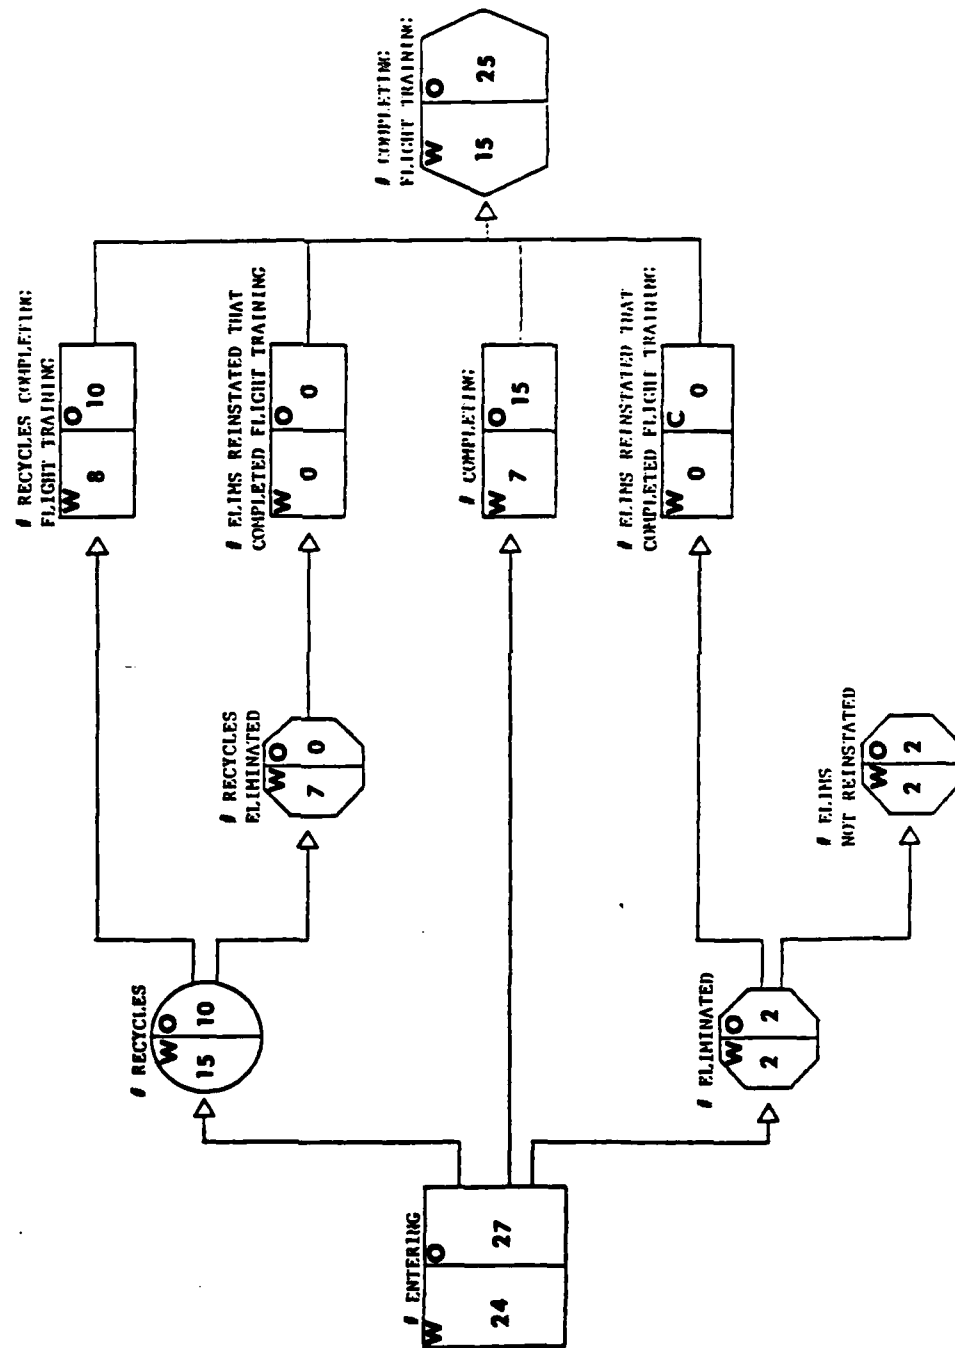 # ENTERING
W O
24 27
# RECYCLES
W O
15 10
# ELIMINATED
W O
2 2
# RECYCLES
ELIMINATED
W O
7 0
# ELIMS
NOT REINSTATED
W O
2 2
# RECYCLES COMPLETING
FLIGHT TRAINING
W O
8 10
# ELIMS REINSTATED THAT
COMPLETED FLIGHT TRAINING
W O
0 0
# COMPLETING
W O
7 15
# ELIMS REINSTATED THAT
COMPLETED FLIGHT TRAINING
W C
0 0
# COMPLETING
FLIGHT TRAINING
W O
15 25